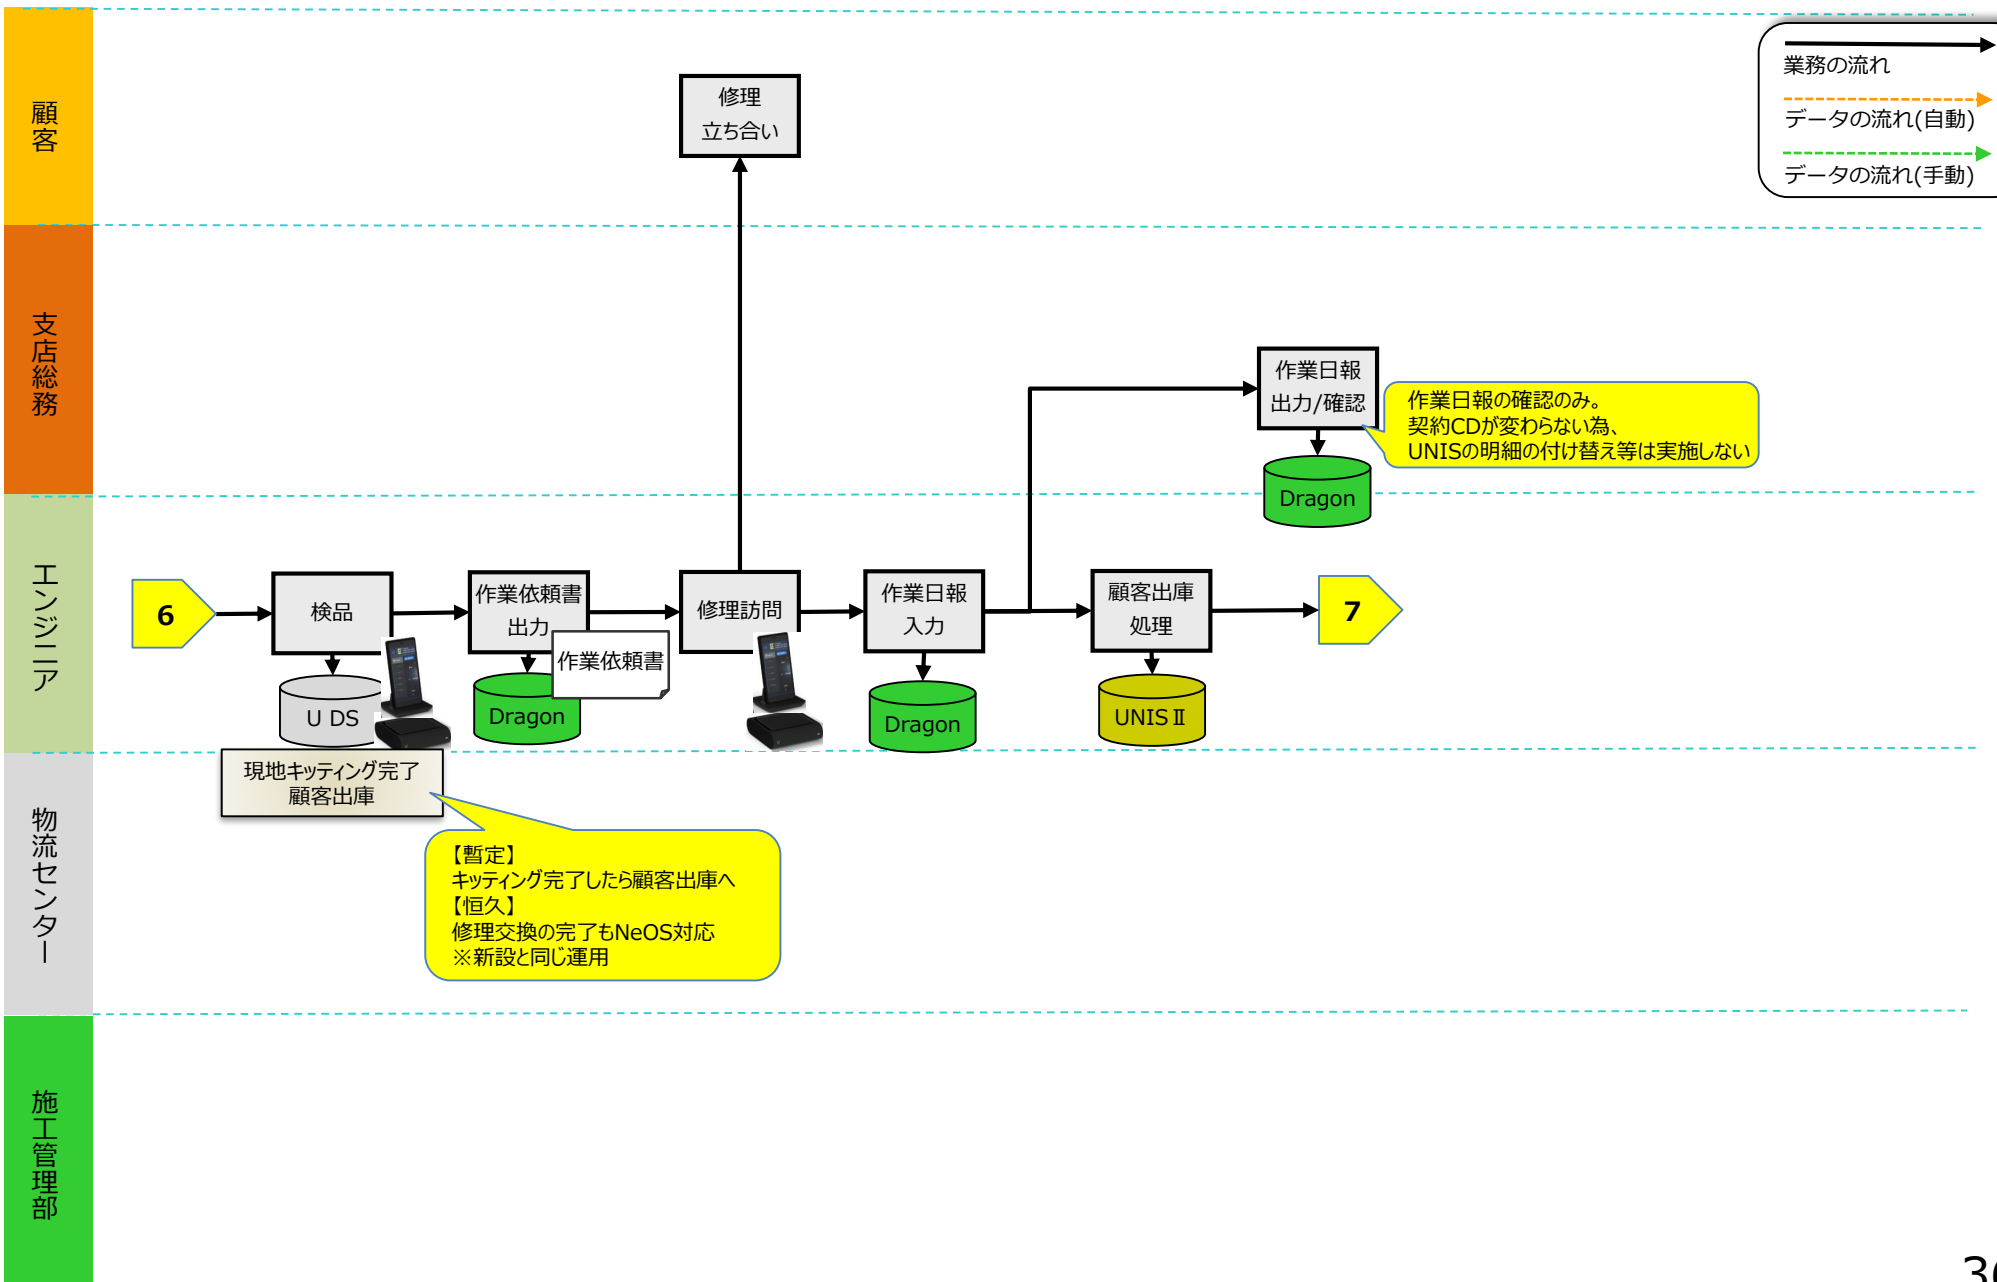 業務の流れ
データの流れ(自動)
データの流れ(手動)
顧客
修理
立ち合い
支店総務
作業日報
出力/確認
作業日報の確認のみ。
契約CDが変わらない為、
UNISの明細の付け替え等は実施しない
Dragon
エンジニア
6
検品
作業依頼書
出力
作業依頼書
修理訪問
作業日報
入力
顧客出庫
処理
7
U DS
Dragon
Dragon
UNISⅡ
物流センター
現地キッティング完了
顧客出庫
【暫定】
キッティング完了したら顧客出庫へ
【恒久】
修理交換の完了もNeOS対応
※新設と同じ運用
施工管理部